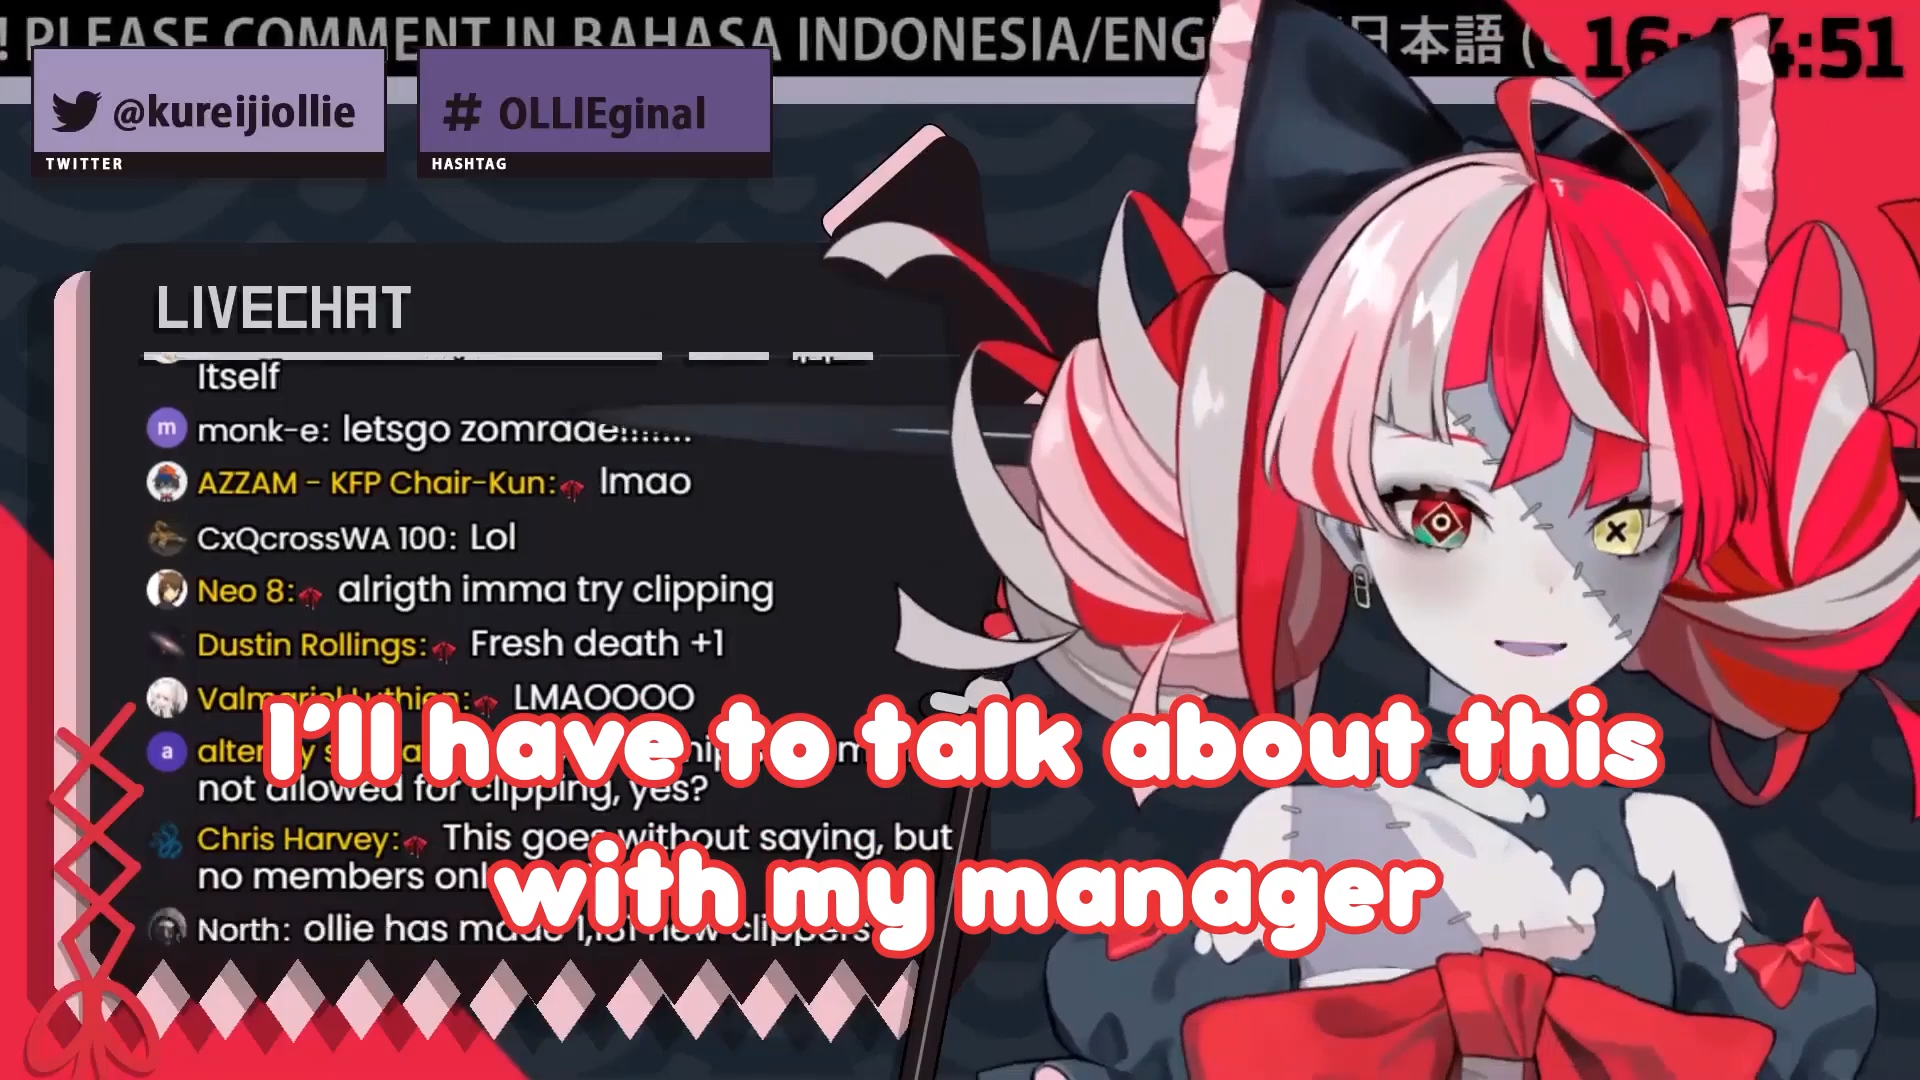 ! PLEASE COMMENT IN BAHASA INDONESIA/ENG 日本語
@kureijiollie
TWITTER
# OLLIEginal
HASHTAG
LIVECHAT
Itself
monk-e: letsgo zomrade!!!!!!!
AZZAM - KFP Chair-Kun: lmao
CxQcrossWA 100: Lol
Neo 8: alrigth imma try clipping
Dustin Rollings: Fresh death +1
LMAOOOO
not allowed for clipping, yes?
Chris Harvey: This goes without saying, but
no members
North: ollie has made new clippers
I'll have to talk about this
with my manager